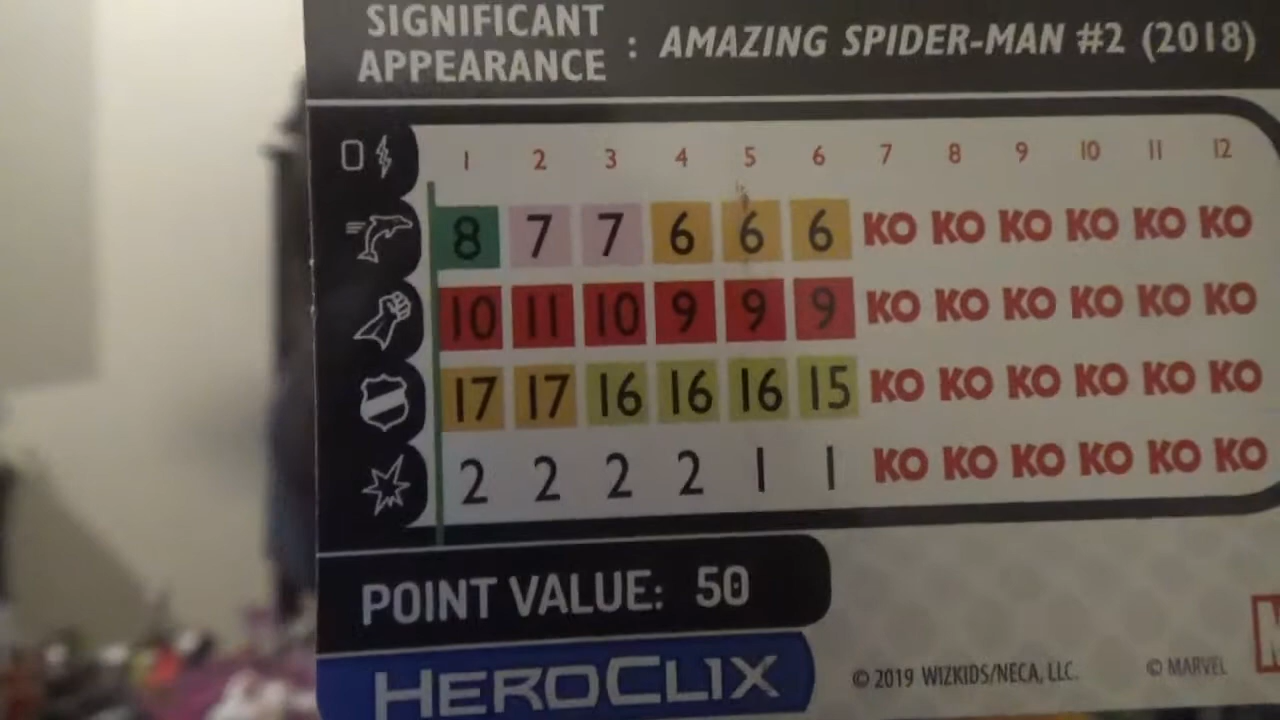 SIGNIFICANT APPEARANCE : AMAZING SPIDER-MAN #2 (2018)
0 1 2 3 4 5 6 7 8 9 10 11 12
8 7 7 6 6 6 KO KO KO KO KO KO
10 11 10 9 9 9 KO KO KO KO KO KO
17 17 16 16 16 15 KO KO KO KO KO KO
2 2 2 2 1 1 KO KO KO KO KO KO
POINT VALUE: 50
HEROCLIX
© 2019 WIZKIDS/NECA, LLC. © MARVEL